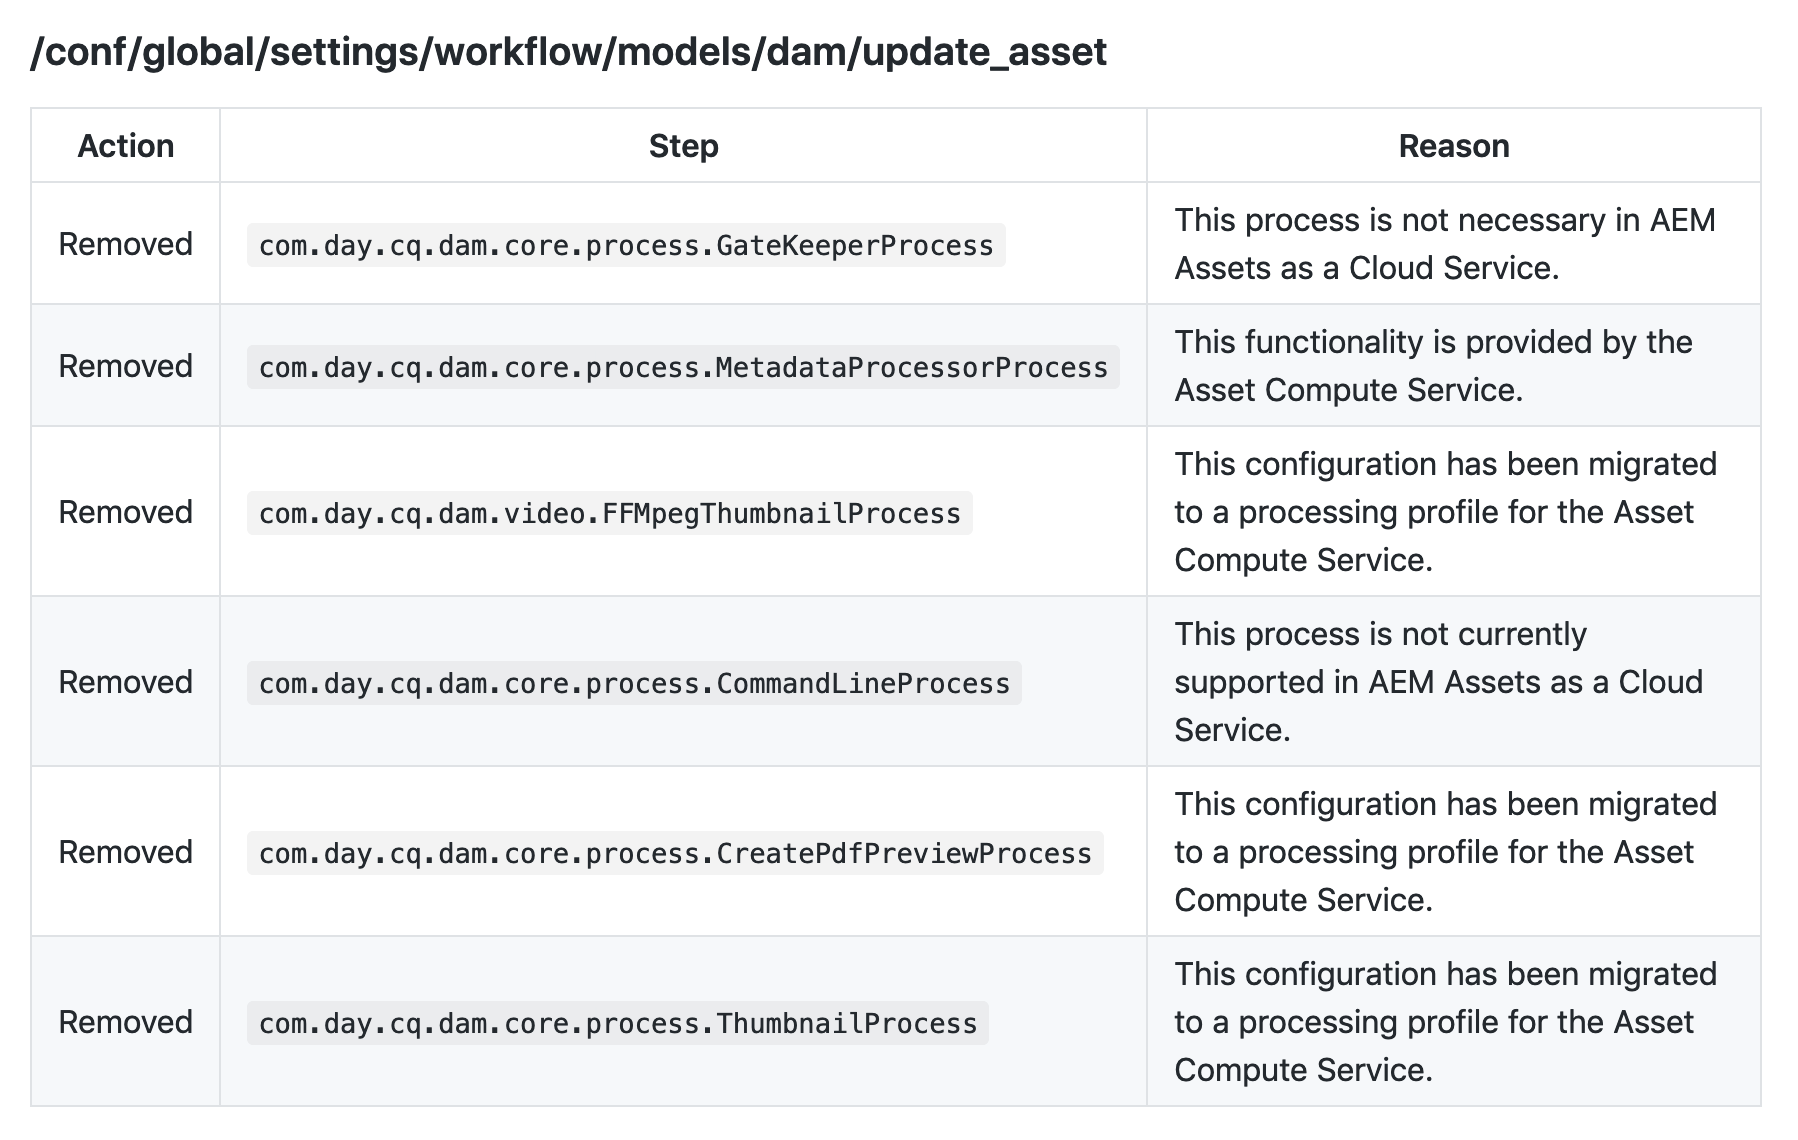 /conf/global/settings/workflow/models/dam/update_asset
Action Step Reason
Removed com.day.cq.dam.core.process.GateKeeperProcess This process is not necessary in AEM
Assets as a Cloud Service.
Removed com.day.cq.dam.core.process.MetadataProcessorProcess This functionality is provided by the
Asset Compute Service.
Removed com.day.cq.dam.video.FFMpegThumbnailProcess This configuration has been migrated
to a processing profile for the Asset
Compute Service.
Removed com.day.cq.dam.core.process.CommandLineProcess This process is not currently
supported in AEM Assets as a Cloud
Service.
Removed com.day.cq.dam.core.process.CreatePdfPreviewProcess This configuration has been migrated
to a processing profile for the Asset
Compute Service.
Removed com.day.cq.dam.core.process.ThumbnailProcess This configuration has been migrated
to a processing profile for the Asset
Compute Service.